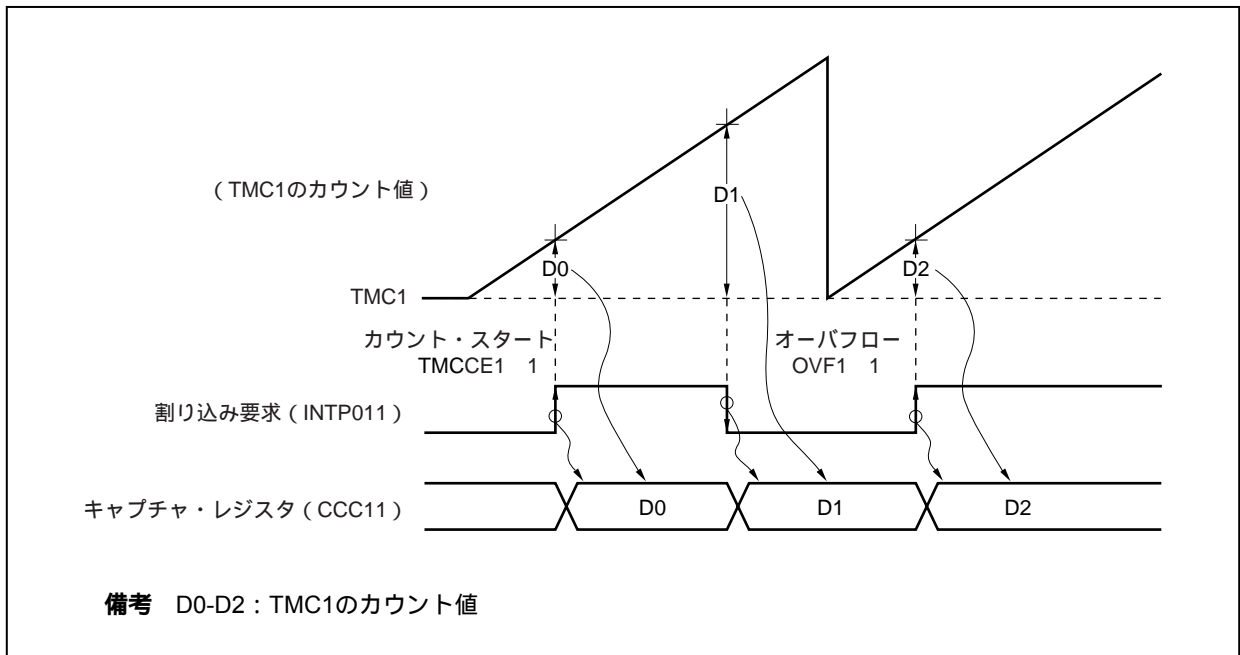 （TMC1のカウント値）
D1
D0
D2
TMC1
カウント・スタート
TMCCE1 1
オーバフロー
OVF1 1
割り込み要求（INTP011）
キャプチャ・レジスタ（CCC11）
D0
D1
D2
備考 D0-D2：TMC1のカウント値